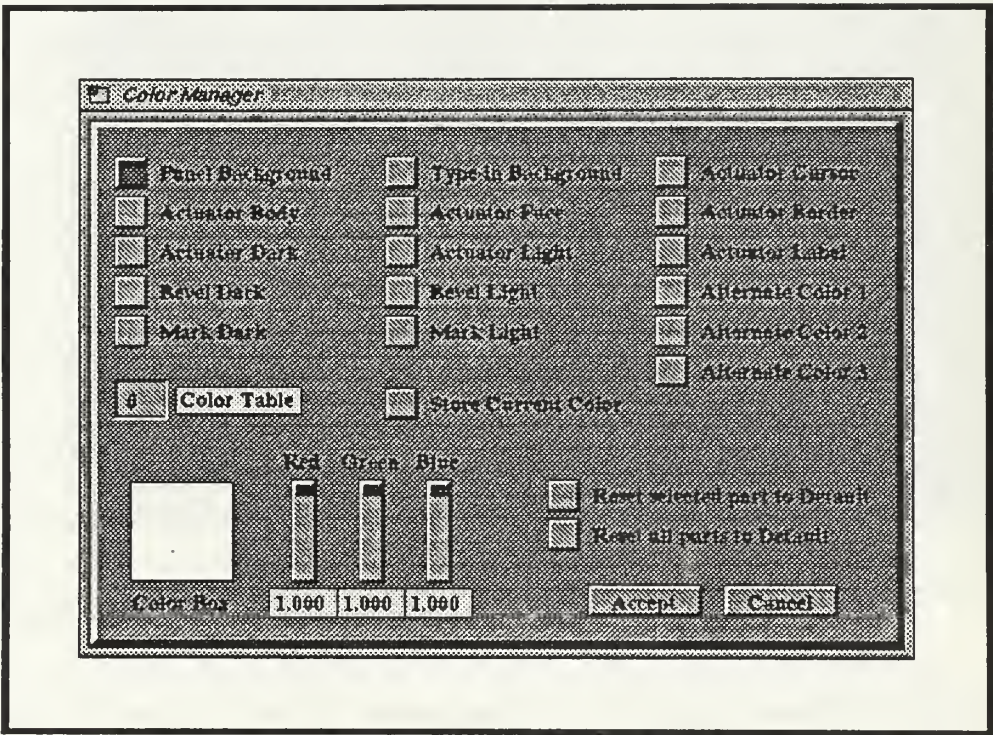 Color Manager
Panel Background Type-in Background Actuator Cursor
Actuator Body Actuator Face Actuator Border
Actuator Dark Actuator Light Actuator Label
Bevel Dark Bevel Light Alternate Color 1
Mark Dark Mark Light Alternate Color 2
Alternate Color 3
0 Color Table Store Current Color
Red Green Blue
Reset selected part to Default
Reset all parts to Default
Color Box 1.000 1.000 1.000 Accept Cancel